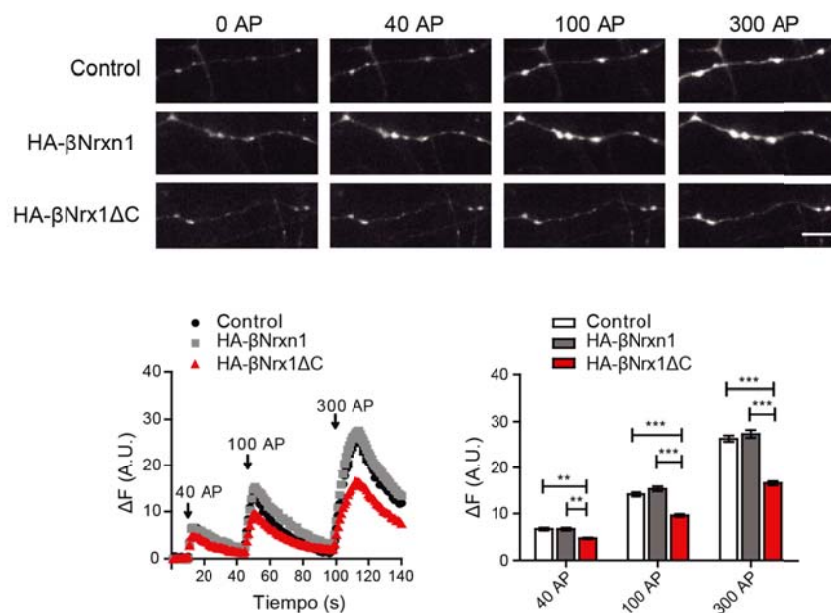 0 AP 40 AP 100 AP 300 AP
Control
HA-βNrxn1
HA-βNrx1ΔC
Control
HA-βNrxn1
HA-βNrx1ΔC
ΔF (A.U.)
40
30
20
10
0
40 AP
100 AP
300 AP
20 40 60 80 100 120 140
Tiempo (s)
Control
HA-βNrxn1
HA-βNrx1ΔC
ΔF (A.U.)
40
30
20
10
0
** **
*** ***
*** ***
40 AP 100 AP 300 AP